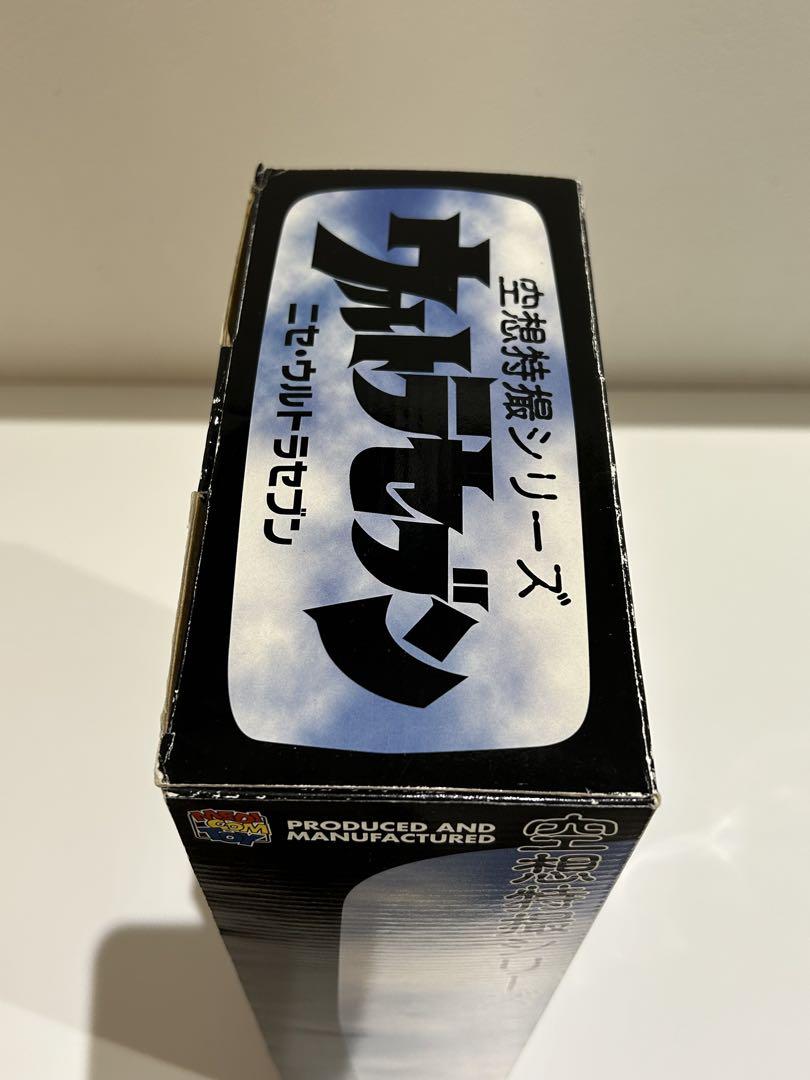 空想特撮シリーズ
ウルトラセブン
ニセ・ウルトラセブン
MEDICOM
TOY
PRODUCED AND
MANUFACTURED
空想特撮シリーズ